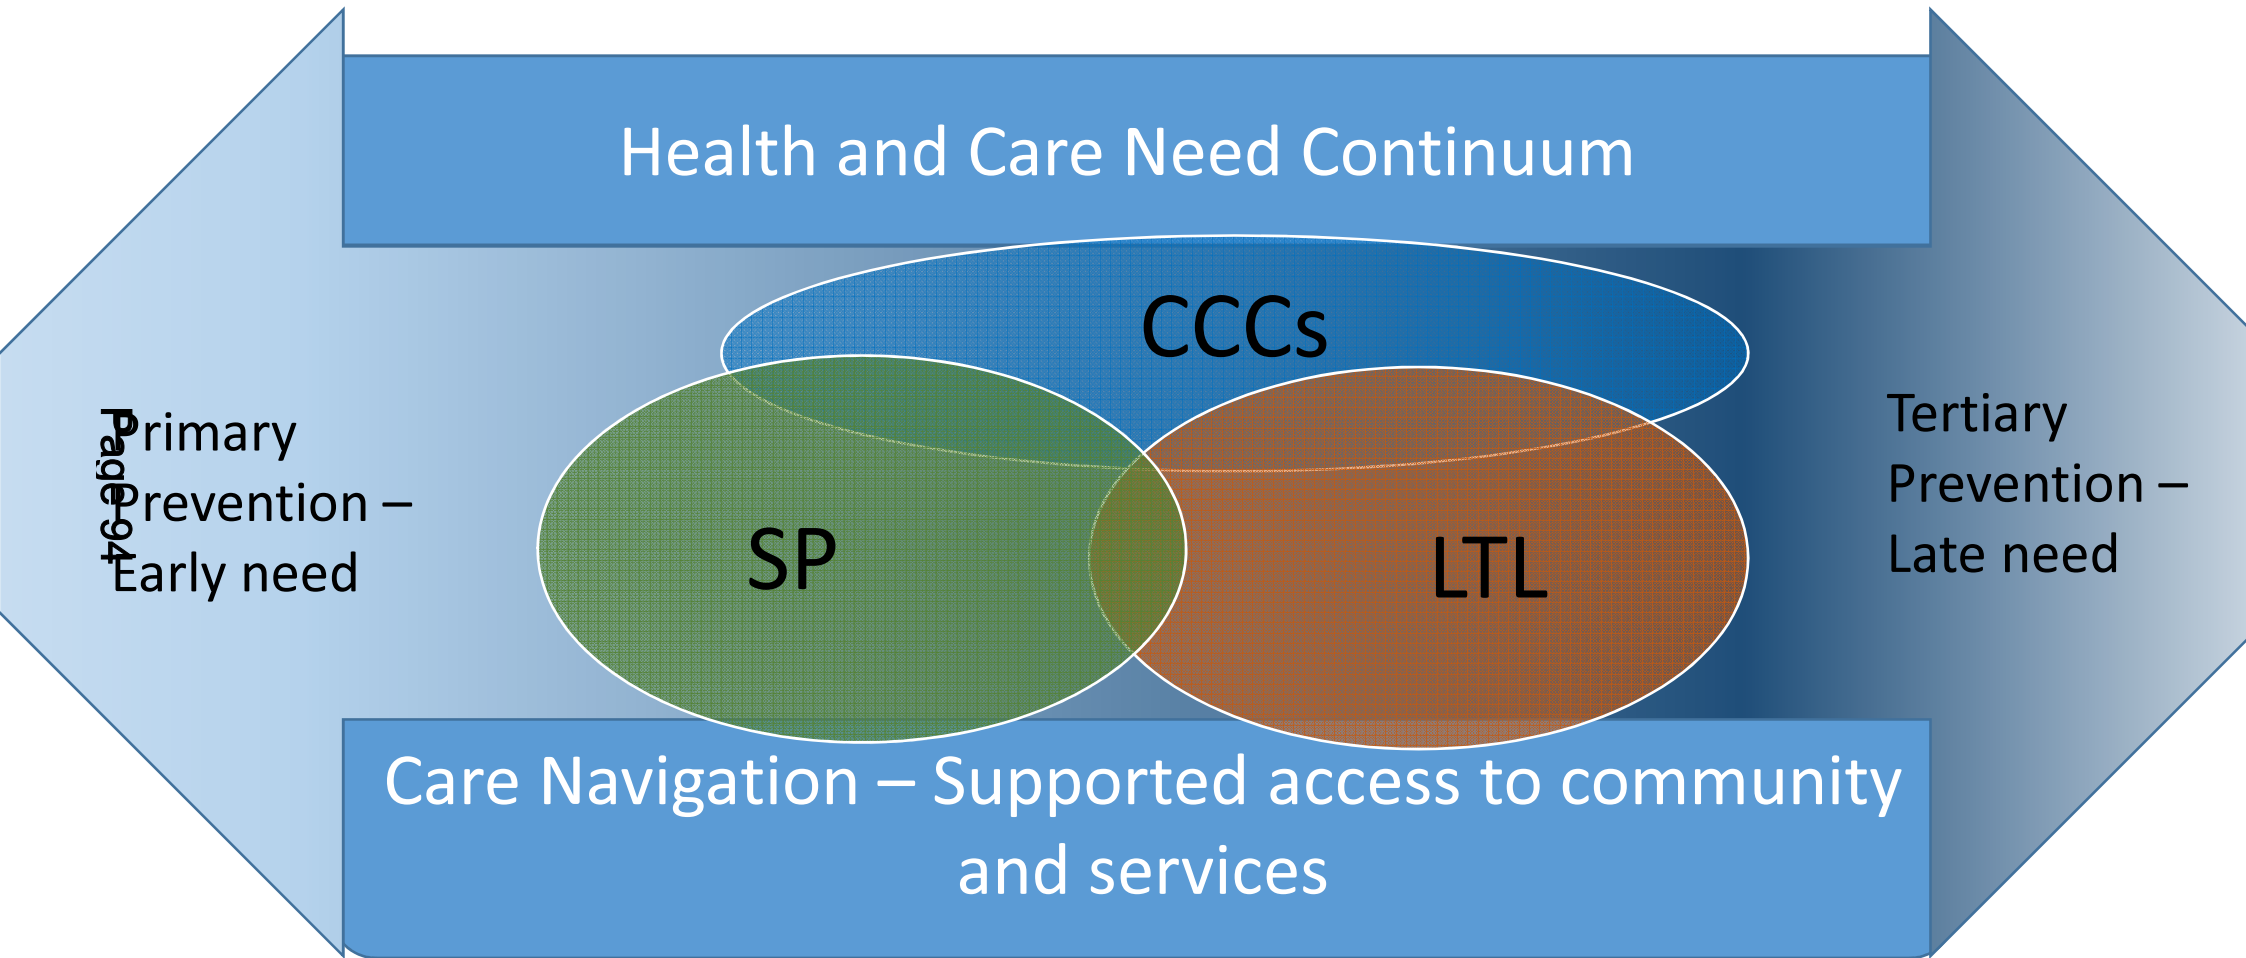 Health and Care Need Continuum
CCCs
SP
LTL
Primary
Prevention –
Early need
Page 94
Tertiary
Prevention –
Late need
Care Navigation – Supported access to community
and services